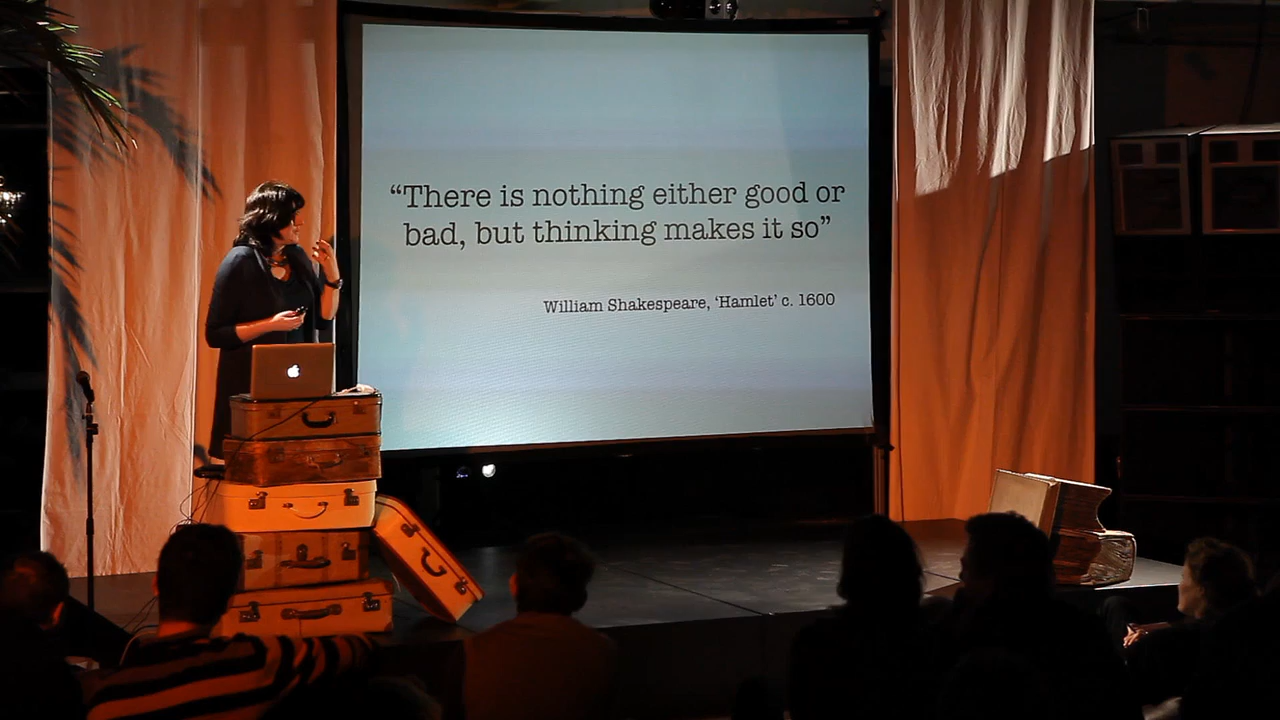 “There is nothing either good or
bad, but thinking makes it so”
William Shakespeare, ‘Hamlet’ c. 1600